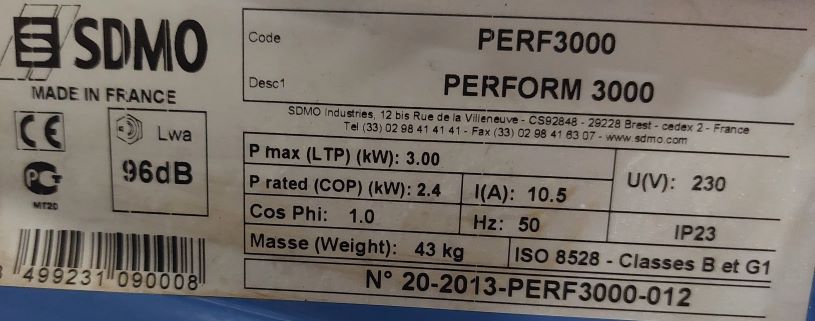 SDMO
MADE IN FRANCE
CE
Lwa
96dB
MT20
499231 090008
Code PERF3000
Desc1 PERFORM 3000
SDMO Industries, 12 bis Rue de la Villeneuve - CS92848 - 29228 Brest - cedex 2 - France
Tel (33) 02 98 41 41 41 - Fax (33) 02 98 41 63 07 - www.sdmo.com
P max (LTP) (kW): 3.00
P rated (COP) (kW): 2.4 I(A): 10.5 U(V): 230
Cos Phi: 1.0 Hz: 50 IP23
Masse (Weight): 43 kg ISO 8528 - Classes B et G1
N° 20-2013-PERF3000-012